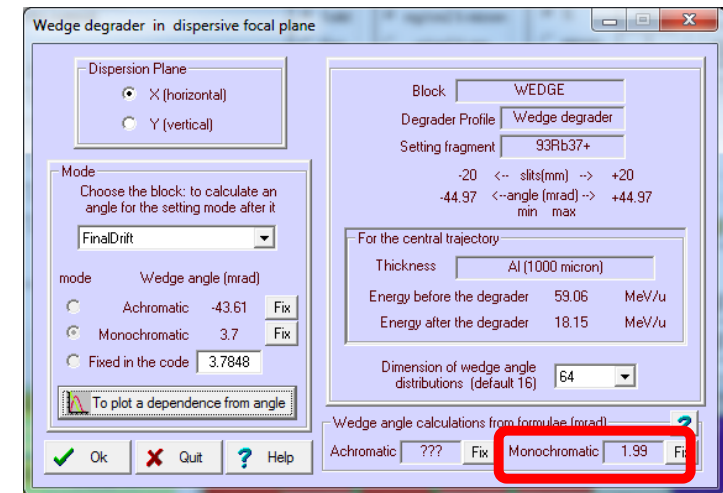 Wedge degrader in dispersive focal plane
Dispersion Plane
X (horizontal)
Y (vertical)
Mode
Choose the block: to calculate an
angle for the setting mode after it
FinalDrift
mode Wedge angle (mrad)
Achromatic -43.61 Fix
Monochromatic 3.7 Fix
Fixed in the code 3.7848
To plot a dependence from angle
Ok Quit ? Help
Block WEDGE
Degrader Profile Wedge degrader
Setting fragment 93Rb37+
-20 <-- slits(mm) --> +20
-44.97 <--angle (mrad)--> +44.97
min max
For the central trajectory
Thickness Al (1000 micron)
Energy before the degrader 59.06 MeV/u
Energy after the degrader 18.15 MeV/u
Dimension of wedge angle
distributions (default 16) 64
Wedge angle calculations from formulae (mrad) ?
Achromatic ??? Fix Monochromatic 1.99